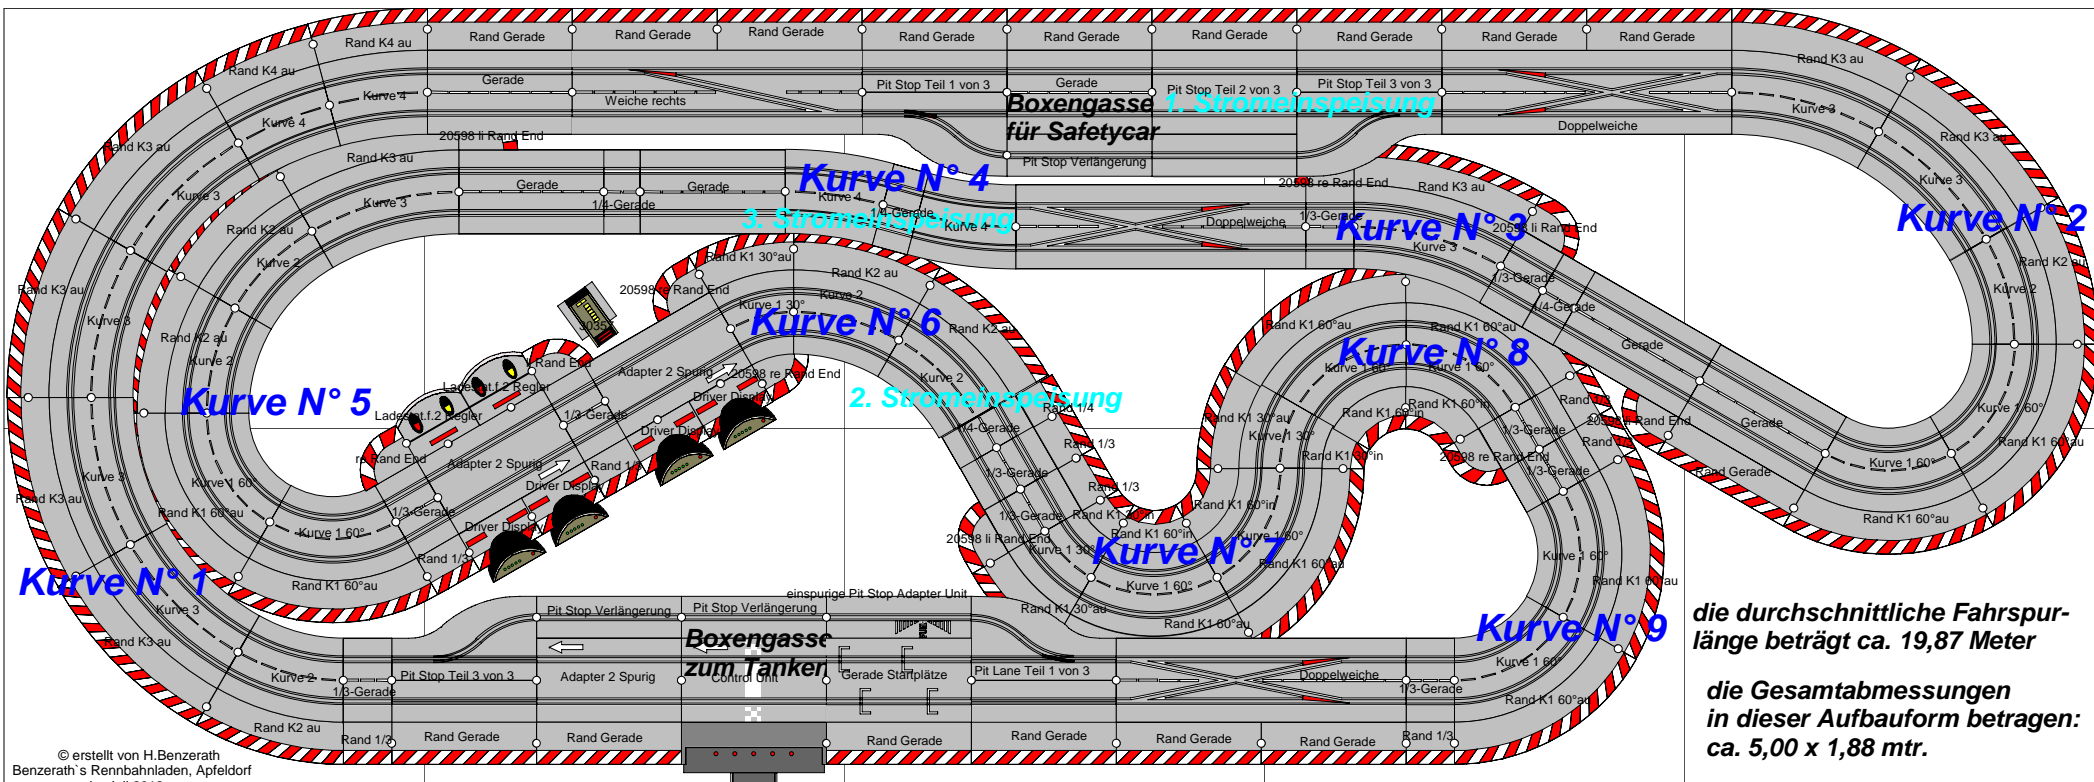 Rand K4 au
Rand Gerade
Rand Gerade
Rand Gerade
Rand Gerade
Rand Gerade
Rand Gerade
Rand Gerade
Rand Gerade
Rand Gerade
Rand K3 au
Rand K4 au
Kurve 4
Gerade
Weiche rechts
Pit Stop Teil 1 von 3
Gerade
Pit Stop Teil 2 von 3
Pit Stop Teil 3 von 3
Boxengasse
für Safetycar
1. Stromeinspeisung
Doppelweiche
Kurve 3
Kurve 4
Rand K3 au
20598 li Rand End
Rand K3 au
Pit Stop Verlängerung
Rand K3 au
Kurve 3
Kurve 3
Gerade
1/4-Gerade
Gerade
Kurve N° 4
Kurve 4
1/4-Gerade
Kurve 4
3. Stromeinspeisung
20598 re Rand End
Rand K3 au
Doppelweiche
1/3-Gerade
Kurve N° 3
Kurve 3
20598 li Rand End
Kurve 3
Kurve N° 2
Rand K2 au
Kurve 2
Rand K2 au
Kurve 2
Rand K3 au
Kurve 3
Rand K2 au
Kurve 2
Kurve N° 5
Rand K1 30°au
Rand K2 au
20598 re Rand End
Kurve 1 30°
Kurve 2
Kurve N° 6
Rand K2 au
30357
1/3-Gerade
1/4-Gerade
Gerade
Gerade
Rand K1 60°au
Rand K1 60°au
Kurve N° 8
Kurve 1 60°
Kurve 1 60°
Rand End
Adapter 2 Spurig
20598 re Rand End
Ladestat.f.2 Regler
Ladestat.f.2 Regler
Driver Display
Kurve 2
2. Stromeinspeisung
1/3-Gerade
Driver Display
1/4-Gerade
Rand 1/4
Rand 1/3
Rand K1 30°au
Rand K1 60°in
Rand K1 60°in
Rand 1/3
1/3-Gerade
20598 li Rand End
Kurve 1 60°
Rand K1 60°au
re Rand End
Adapter 2 Spurig
Rand 1/3
Driver Display
1/3-Gerade
Rand 1/3
Kurve 1 30°
Rand K1 30°in
20598 re Rand End
1/3-Gerade
Rand Gerade
Kurve 1 60°
Rand K1 60°au
Kurve 3
Rand K3 au
Kurve 1 60°
Rand K1 60°au
Kurve 1 60°
1/3-Gerade
Driver Display
Rand 1/3
Rand K1 60°au
1/3-Gerade
Rand K1 30°in
Rand K1 60°in
Rand K1 60°in
20598 li Rand End
Kurve 1 30°
Kurve N° 7
Kurve 1 60°
Kurve 1 60°
Rand K1 60°au
Rand K1 30°au
Rand K1 60°au
Kurve 1 60°
Rand K1 60°au
Kurve N° 1
Kurve 3
Rand K3 au
Kurve 2
Rand K2 au
1/3-Gerade
Rand 1/3
Pit Stop Verlängerung
Pit Stop Verlängerung
einspurige Pit Stop Adapter Unit
Boxengasse
zum Tanken
Pit Stop Teil 3 von 3
Adapter 2 Spurig
Control Unit
Gerade Startplätze
Pit Lane Teil 1 von 3
Doppelweiche
1/3-Gerade
Kurve N° 9
Kurve 1 60°
Rand K1 60°au
Rand Gerade
Rand Gerade
Rand Gerade
Rand Gerade
Rand Gerade
Rand Gerade
Rand 1/3
die durchschnittliche Fahrspur-
länge beträgt ca. 19,87 Meter
die Gesamtabmessungen
in dieser Aufbauform betragen:
ca. 5,00 x 1,88 mtr.
© erstellt von H.Benzerath
Benzerath`s Rennbahnladen, Apfeldorf